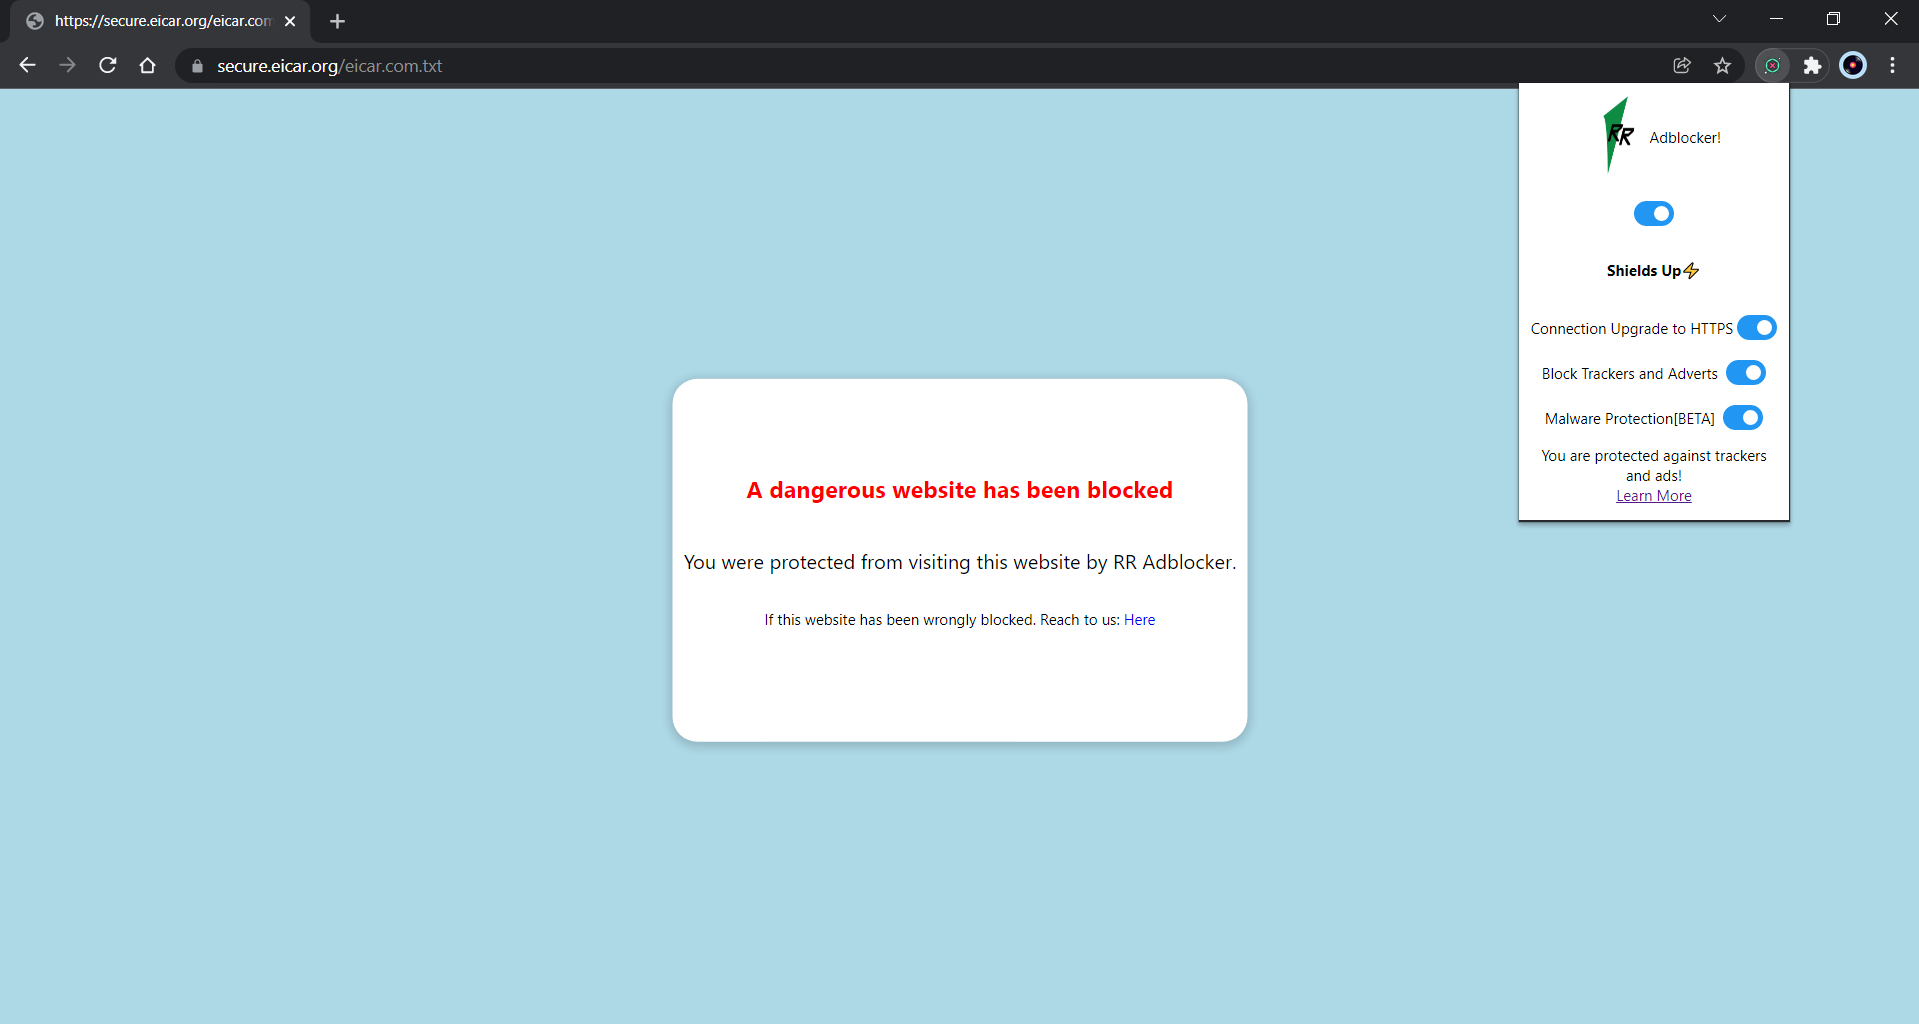 https://secure.eicar.org/eicar.com
secure.eicar.org/eicar.com.txt
RR Adblocker!
Shields Up⚡
Connection Upgrade to HTTPS
Block Trackers and Adverts
Malware Protection[BETA]
You are protected against trackers
and ads!
Learn More
A dangerous website has been blocked
You were protected from visiting this website by RR Adblocker.
If this website has been wrongly blocked. Reach to us: Here